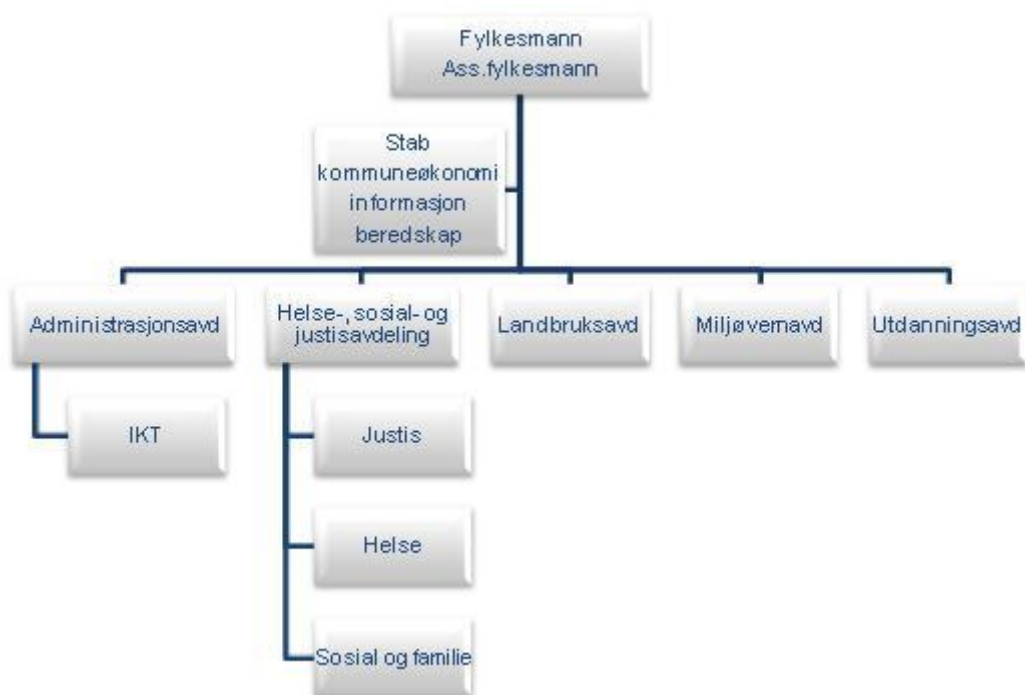 Fylkesmann
Ass.fylkesmann
Stab
kommuneøkonomi
informasjon
beredskap
Administrasjonsavd
Helse-, sosial- og
justisavdeling
Landbruksavd
Miljøvernavd
Utdanningsavd
IKT
Justis
Helse
Sosial og familie